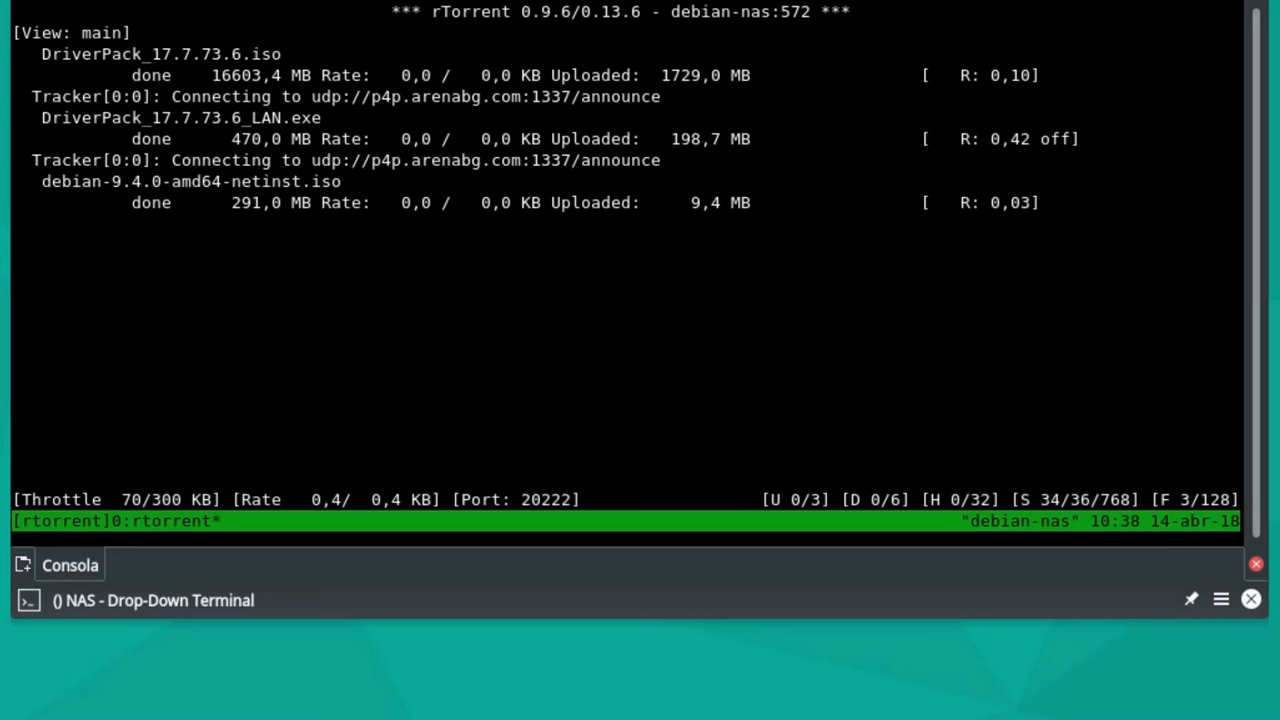 *** rTorrent 0.9.6/0.13.6 - debian-nas:572 ***
[View: main]
DriverPack_17.7.73.6.iso
done 16603,4 MB Rate: 0,0 / 0,0 KB Uploaded: 1729,0 MB [ R: 0,10]
Tracker[0:0]: Connecting to udp://p4p.arenabg.com:1337/announce
DriverPack_17.7.73.6_LAN.exe
done 470,0 MB Rate: 0,0 / 0,0 KB Uploaded: 198,7 MB [ R: 0,42 off]
Tracker[0:0]: Connecting to udp://p4p.arenabg.com:1337/announce
debian-9.4.0-amd64-netinst.iso
done 291,0 MB Rate: 0,0 / 0,0 KB Uploaded: 9,4 MB [ R: 0,03]
[Throttle 70/300 KB] [Rate 0,4/ 0,4 KB] [Port: 20222] [U 0/3] [D 0/6] [H 0/32] [S 34/36/768] [F 3/128]
[rtorrent]0:rtorrent* "debian-nas" 10:38 14-abr-18
Consola
() NAS - Drop-Down Terminal